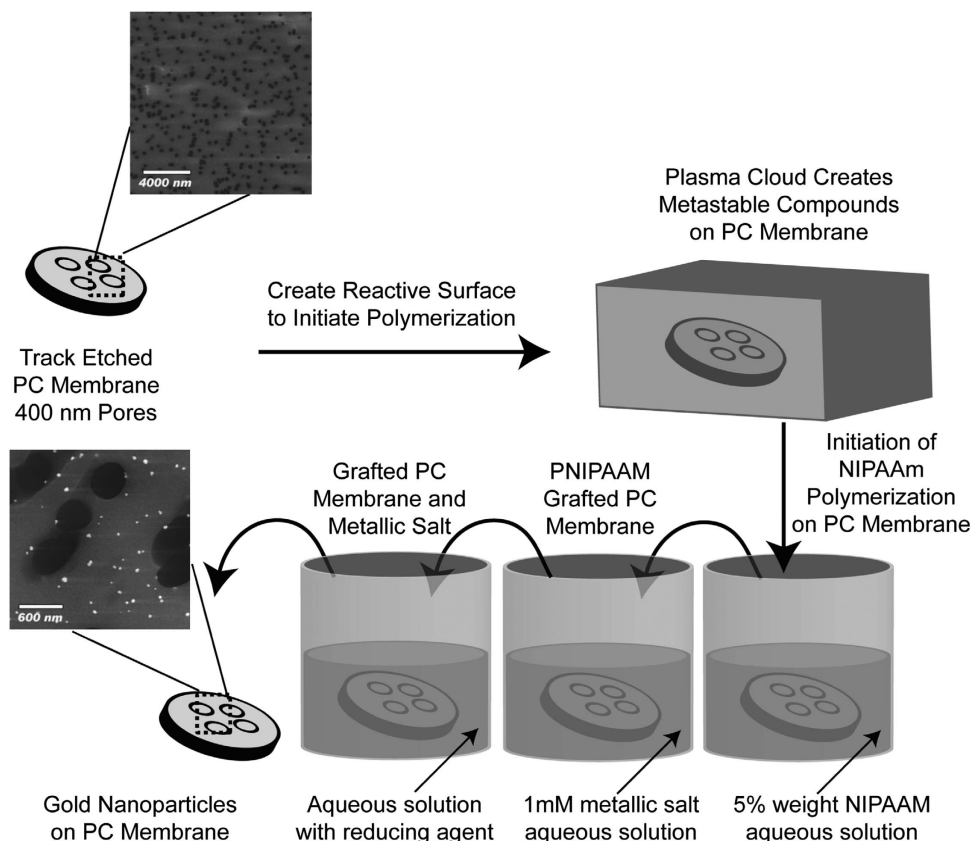 4000 nm
Plasma Cloud Creates
Metastable Compounds
on PC Membrane
Create Reactive Surface
to Initiate Polymerization
Track Etched
PC Membrane
400 nm Pores
Initiation of
NIPAAm
Polymerization
on PC Membrane
Grafted PC
Membrane and
Metallic Salt
PNIPAAM
Grafted PC
Membrane
600 nm
Gold Nanoparticles
on PC Membrane
Aqueous solution
with reducing agent
1mM metallic salt
aqueous solution
5% weight NIPAAM
aqueous solution